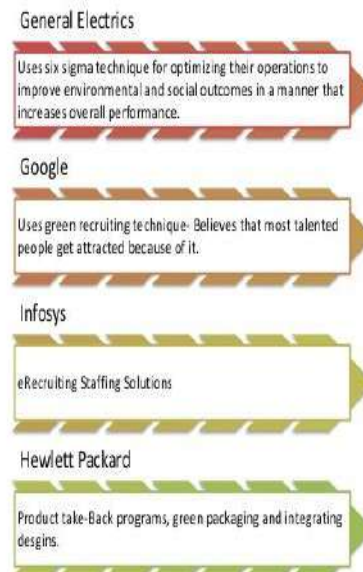 General Electrics
Uses six sigma technique for optimizing their operations to
improve environmental and social outcomes in a manner that
increases overall performance.
Google
Uses green recruiting technique- Believes that most talented
people get attracted because of it.
Infosys
eRecruiting Staffing Solutions
Hewlett Packard
Product take-Back programs, green packaging and integrating
desgins.